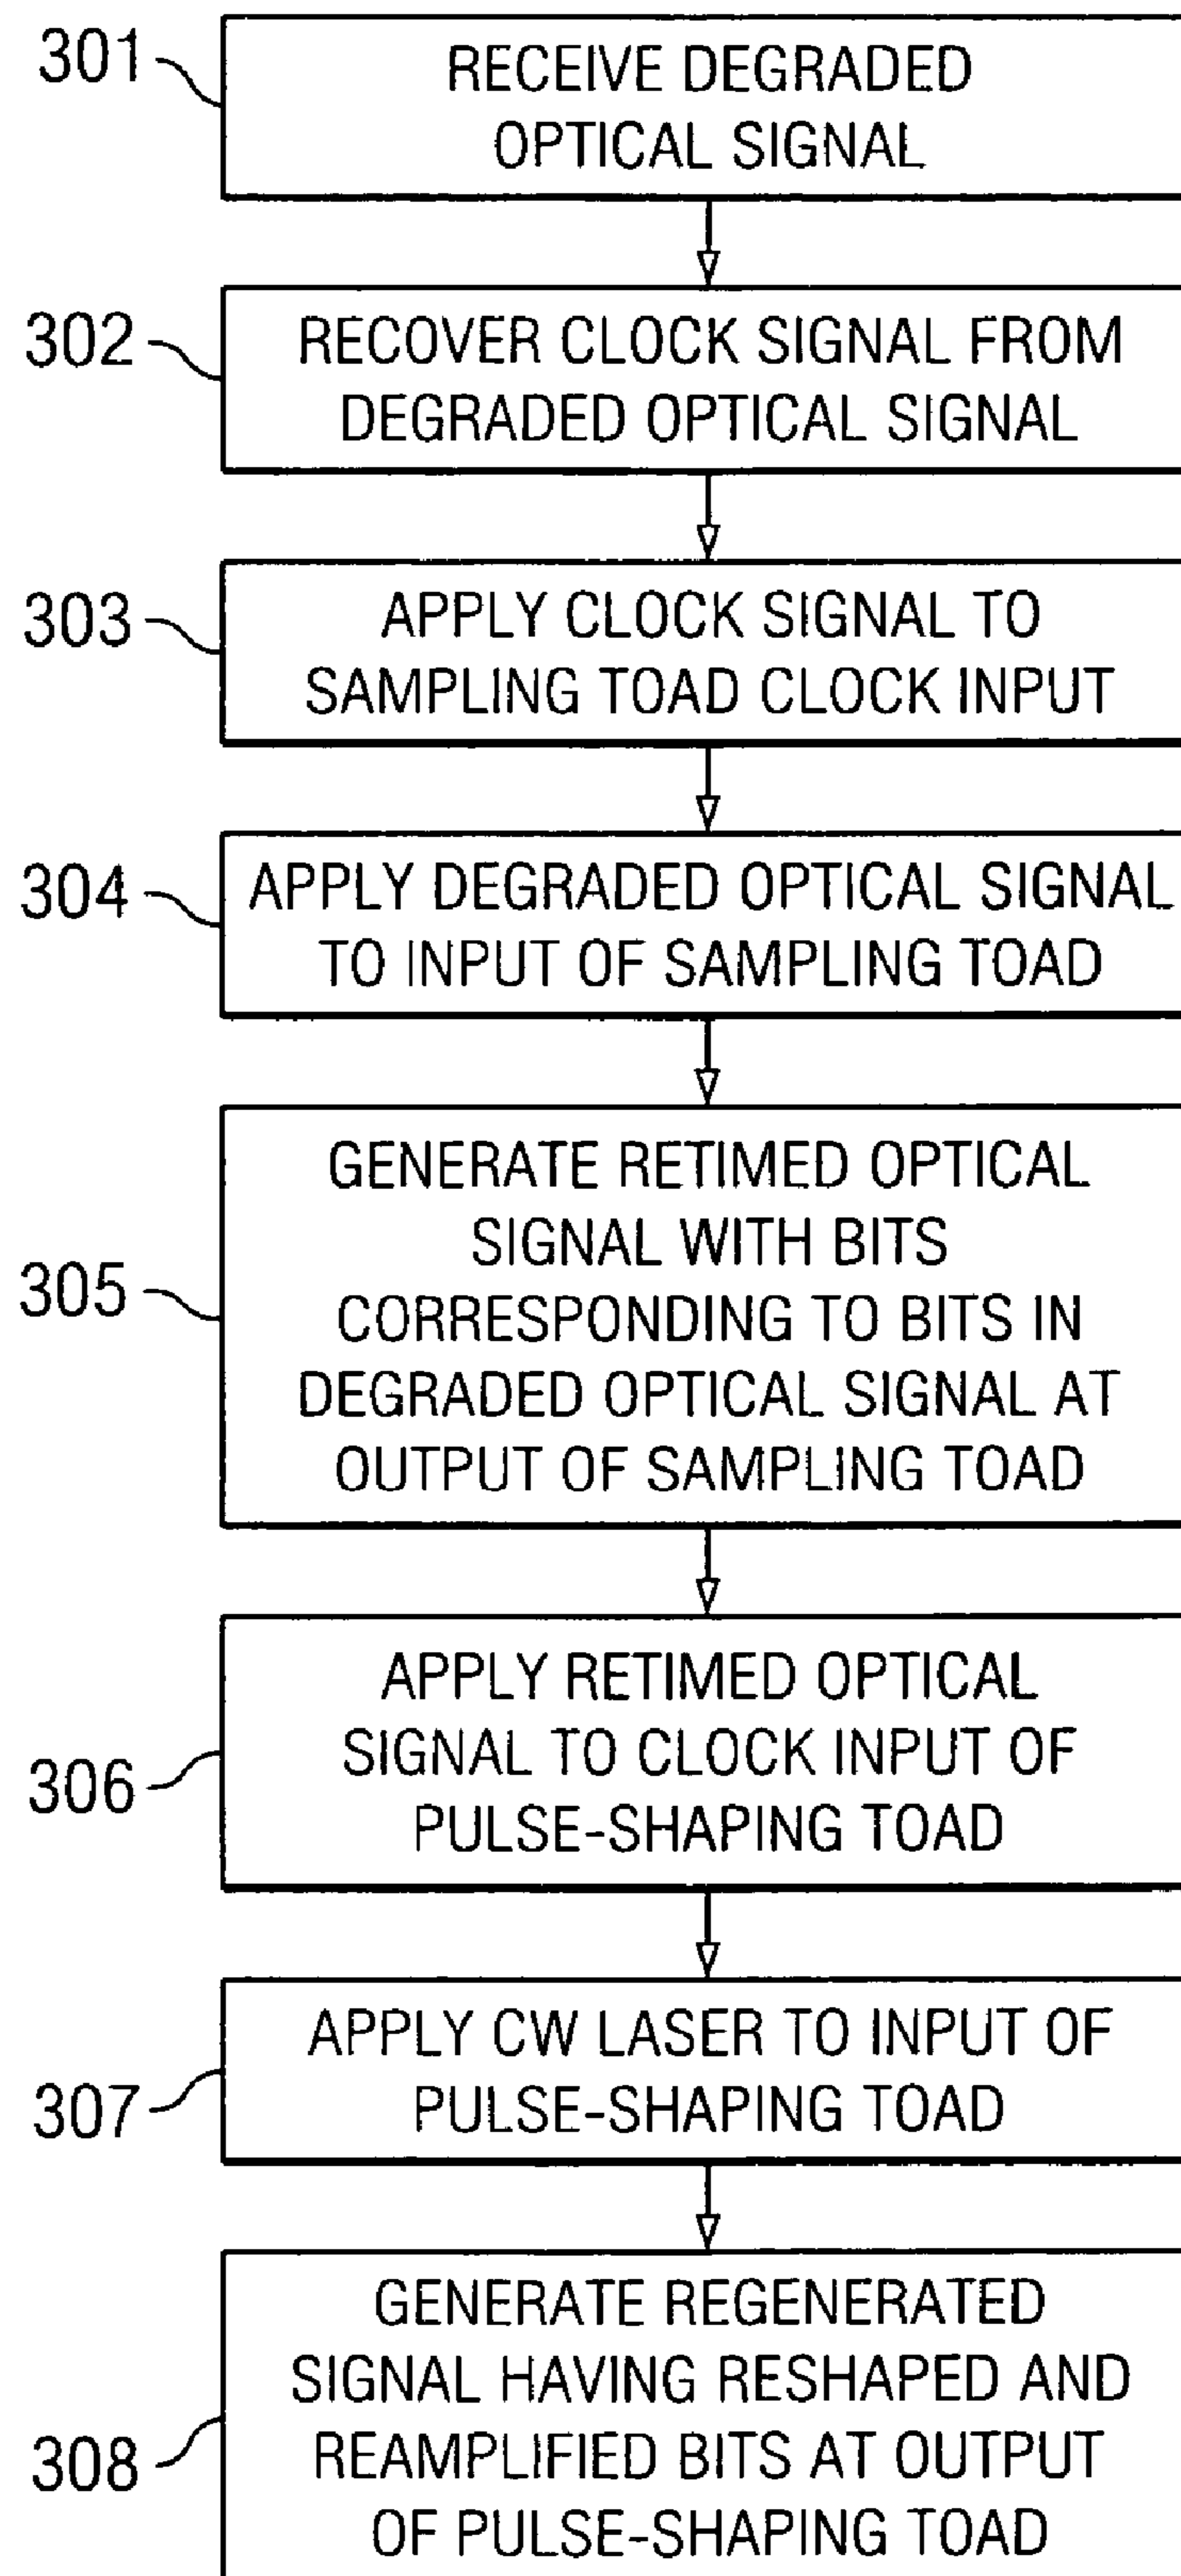 301
RECEIVE DEGRADED
OPTICAL SIGNAL
302
RECOVER CLOCK SIGNAL FROM
DEGRADED OPTICAL SIGNAL
303
APPLY CLOCK SIGNAL TO
SAMPLING TOAD CLOCK INPUT
304
APPLY DEGRADED OPTICAL SIGNAL
TO INPUT OF SAMPLING TOAD
305
GENERATE RETIMED OPTICAL
SIGNAL WITH BITS
CORRESPONDING TO BITS IN
DEGRADED OPTICAL SIGNAL AT
OUTPUT OF SAMPLING TOAD
306
APPLY RETIMED OPTICAL
SIGNAL TO CLOCK INPUT OF
PULSE-SHAPING TOAD
307
APPLY CW LASER TO INPUT OF
PULSE-SHAPING TOAD
308
GENERATE REGENERATED
SIGNAL HAVING RESHAPED AND
REAMPLIFIED BITS AT OUTPUT
OF PULSE-SHAPING TOAD